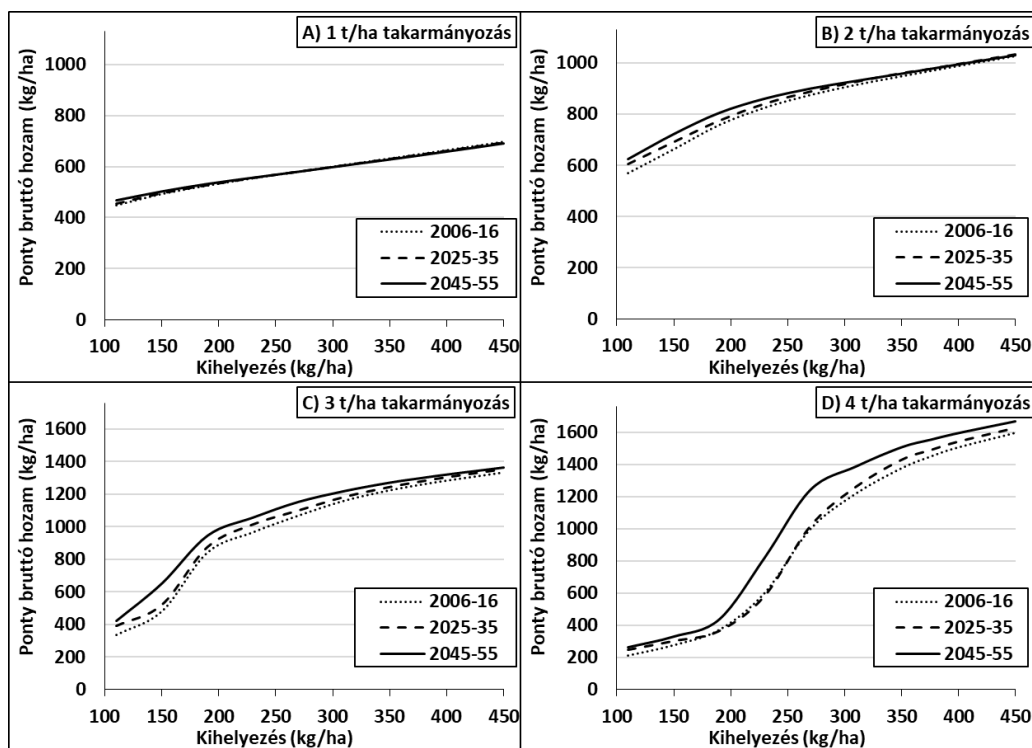 A) 1 t/ha takarmányozás
Ponty bruttó hozam (kg/ha)
1000
800
600
400
200
0
2006-16
2025-35
2045-55
100 150 200 250 300 350 400 450
Kihelyezés (kg/ha)
B) 2 t/ha takarmányozás
Ponty bruttó hozam (kg/ha)
1000
800
600
400
200
0
2006-16
2025-35
2045-55
100 150 200 250 300 350 400 450
Kihelyezés (kg/ha)
C) 3 t/ha takarmányozás
Ponty bruttó hozam (kg/ha)
1600
1400
1200
1000
800
600
400
200
0
2006-16
2025-35
2045-55
100 150 200 250 300 350 400 450
Kihelyezés (kg/ha)
D) 4 t/ha takarmányozás
Ponty bruttó hozam (kg/ha)
1600
1400
1200
1000
800
600
400
200
0
2006-16
2025-35
2045-55
100 150 200 250 300 350 400 450
Kihelyezés (kg/ha)